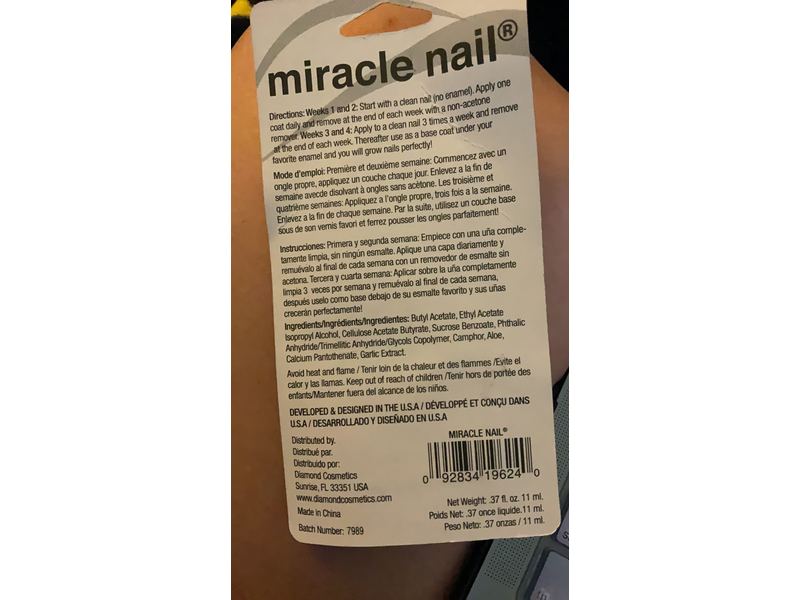 miracle nail®
Directions: Weeks 1 and 2: Start with a clean nail (no enamel). Apply one
coat daily and remove at the end of each week with a non-acetone
remover. Weeks 3 and 4: Apply to a clean nail 3 times a week and remove
at the end of each week. Thereafter use as a base coat under your
favorite enamel and you will grow nails perfectly!
Mode d'emploi: Première et deuxième semaine: Commencez avec un
ongle propre, appliquez un couche chaque jour. Enlevez a la fin de
semaine avecde disolvant à ongles sans acétone. Les troisième et
quatrième semaines: Appliquez a l'ongle propre, trois fois a la semaine.
Enlevez a la fin de chaque semaine. Par la suite, utilisez un couche base
sous de son vernis favori et ferrez pousser les ongles parfaitement!
Instrucciones: Primera y segunda semana: Empiece con una uña comple-
tamente limpia, sin ningún esmalte. Aplique una capa diariamente y
remuévalo al final de cada semana con un removedor de esmalte sin
acetona. Tercera y cuarta semana: Aplicar sobre la uña completamente
limpia 3 veces por semana y remuévalo al final de cada semana,
después uselo como base debajo de su esmalte favorito y sus uñas
crecerán perfectamente!
Ingredients/Ingrédients/Ingredientes: Butyl Acetate, Ethyl Acetate
Isopropyl Alcohol, Cellulose Acetate Butyrate, Sucrose Benzoate, Phthalic
Anhydride/Trimellitic Anhydride/Glycols Copolymer, Camphor, Aloe,
Calcium Pantothenate, Garlic Extract.
Avoid heat and flame / Tenir loin de la chaleur et des flammes /Evite el
calor y las llamas. Keep out of reach of children /Tenir hors de portée des
enfants/Mantener fuera del alcance de los niños.
DEVELOPED & DESIGNED IN THE U.S.A / DÉVELOPPÉ ET CONÇU DANS
U.S.A / DESARROLLADO Y DISEÑADO EN U.S.A
Distributed by.
Distribué par.
Distribuido por:
Diamond Cosmetics
Sunrise, FL 33351 USA
www.diamondcosmetics.com
Made in China
Batch Number: 7989
MIRACLE NAIL®
0 92834 19624 0
Net Weight: .37 fl. oz. 11 ml.
Poids Net: .37 once liquide.11 ml.
Peso Neto: .37 onzas / 11 ml.